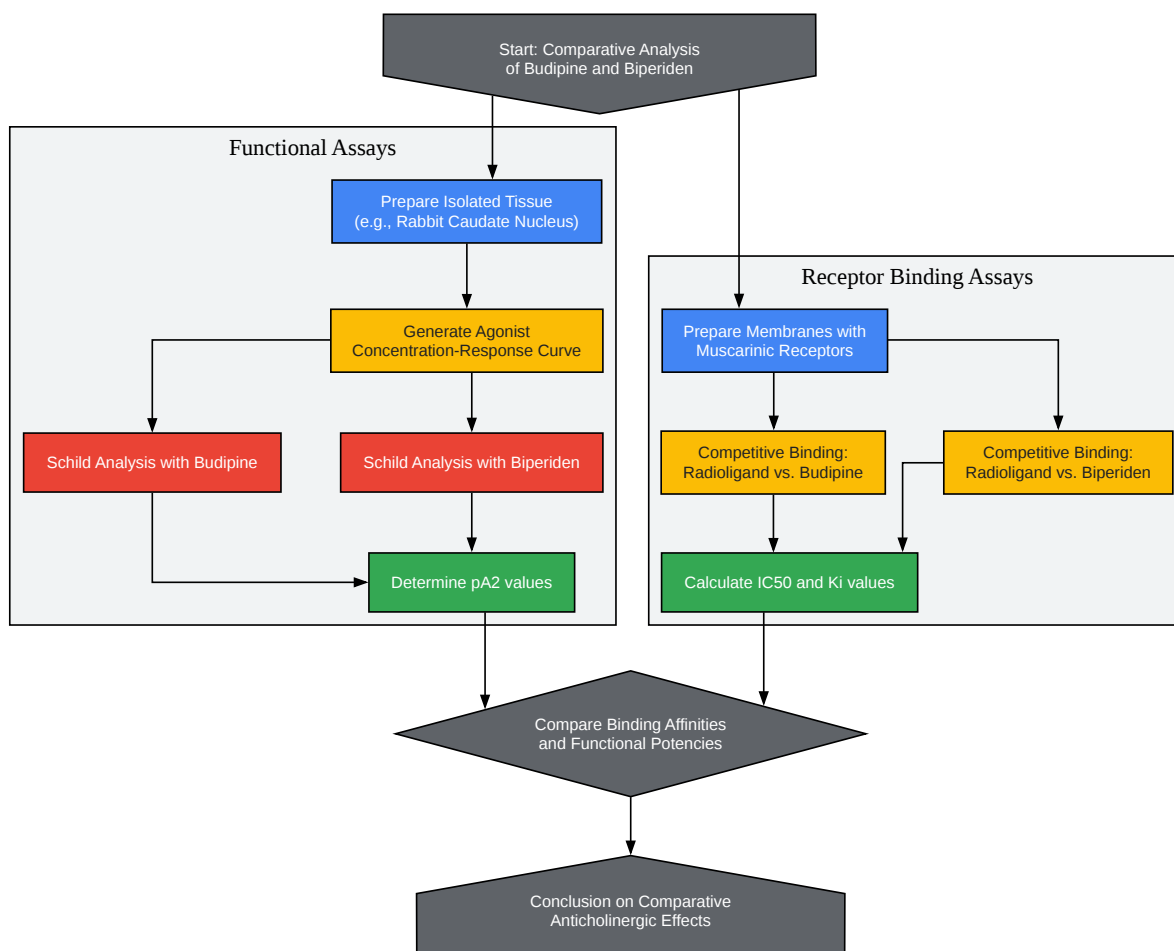 Start: Comparative Analysis
of Budipine and Biperiden
Functional Assays
Prepare Isolated Tissue
(e.g., Rabbit Caudate Nucleus)
Generate Agonist
Concentration-Response Curve
Schild Analysis with Budipine
Schild Analysis with Biperiden
Determine pA2 values
Receptor Binding Assays
Prepare Membranes with
Muscarinic Receptors
Competitive Binding:
Radioligand vs. Budipine
Competitive Binding:
Radioligand vs. Biperiden
Calculate IC50 and Ki values
Compare Binding Affinities
and Functional Potencies
Conclusion on Comparative
Anticholinergic Effects